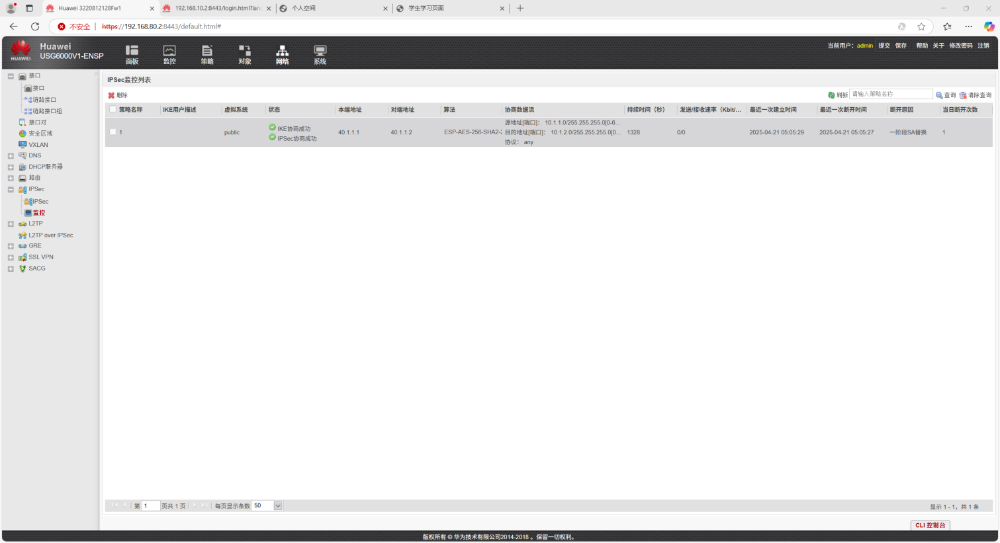 Huawei 3220812128Fw1
192.168.10.2:8443/login.html?lan
个人空间
学生学习页面
不安全 https://192.168.80.2:8443/default.html#
HUAWEI
Huawei
USG6000V1-ENSP
面板
监控
策略
对象
网络
系统
当前用户: admin 提交 保存 帮助 关于 修改密码 注销
接口
接口
链路接口
链路接口组
接口对
安全区域
VXLAN
DNS
DHCP服务器
路由
IPSec
IPSec
监控
L2TP
L2TP over IPSec
GRE
SSL VPN
SACG
IPSec监控列表
删除
刷新 请输入策略名称 查询 清除查询
策略名称 IKE用户描述 虚拟系统 状态 本端地址 对端地址 算法 协商数据流 持续时间（秒） 发送/接收速率（Kbit/... 最近一次建立时间 最近一次断开时间 断开原因 当日断开次数
1 public IKE协商成功 IPSec协商成功 40.1.1.1 40.1.1.2 ESP-AES-256-SHA2-2 源地址[端口]: 10.1.1.0/255.255.255.0[0-6... 目的地址[端口]: 10.1.2.0/255.255.255.0[0... 协议: any 1328 0/0 2025-04-21 05:05:29 2025-04-21 05:05:27 一阶段SA替换 1
第 1 页共 1 页 每页显示条数 50
显示 1 - 1，共 1 条
CLI 控制台
版权所有 © 华为技术有限公司2014-2018 。保留一切权利。